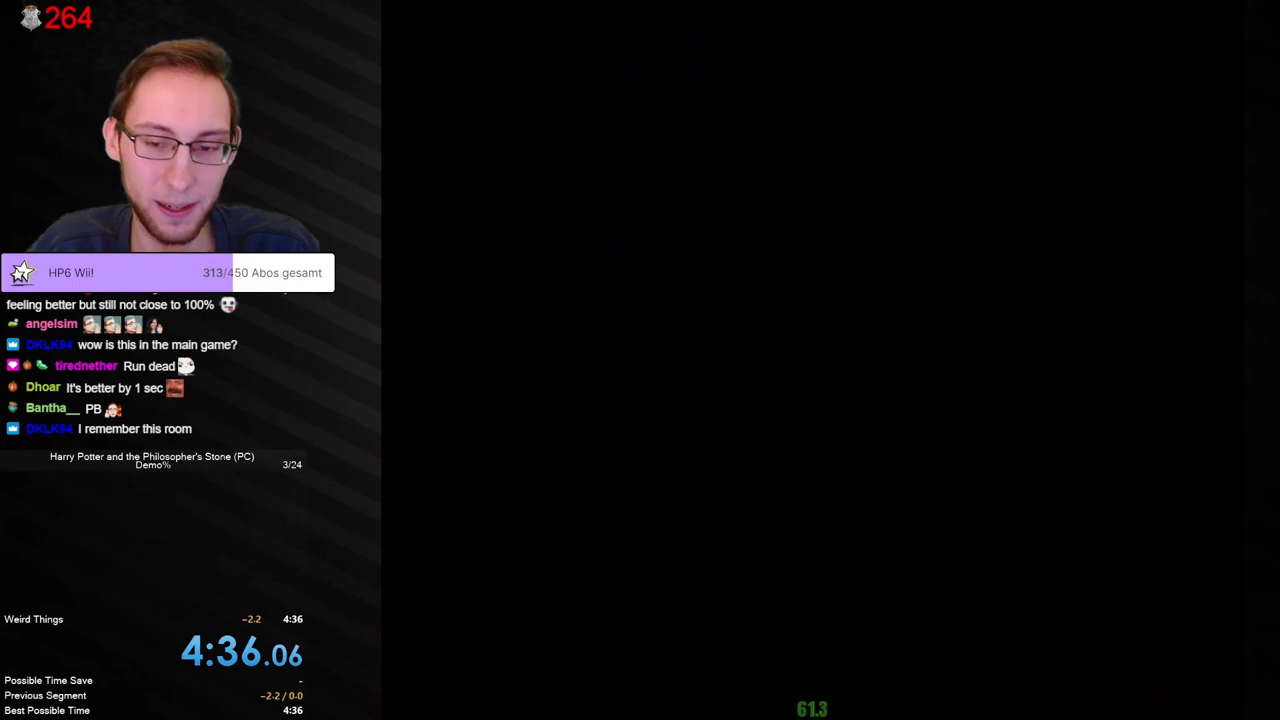 264
HP6 Wii!
313/450 Abos gesamt
feeling better but still not close to 100%
angelsim
DKLK94 wow is this in the main game?
tirednether Run dead
Dhoar It's better by 1 sec
Bantha__ PB
DKLK94 I remember this room
Harry Potter and the Philosopher's Stone (PC)
Demo% 3/24
Weird Things -2.2 4:36
4:36.06
Possible Time Save -
Previous Segment -2.2 / 0.0
Best Possible Time 4:36
61.3